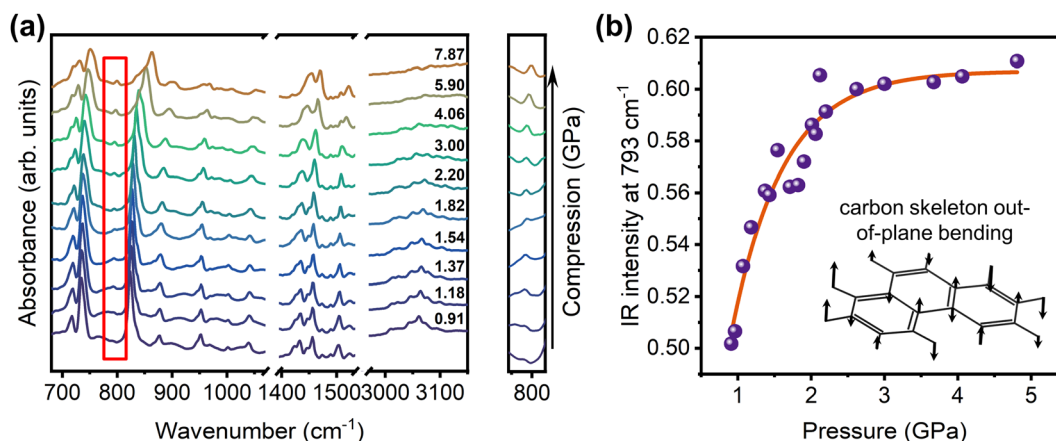 (a)
Absorbance (arb. units)
7.87
5.90
4.06
3.00
2.20
1.82
1.54
1.37
1.18
0.91
700 800 900 1000 1400 1500 3000 3100
Wavenumber (cm⁻¹)
800
Compression (GPa)
(b)
IR intensity at 793 cm⁻¹
0.62
0.60
0.58
0.56
0.54
0.52
0.50
carbon skeleton out-
of-plane bending
1 2 3 4 5
Pressure (GPa)